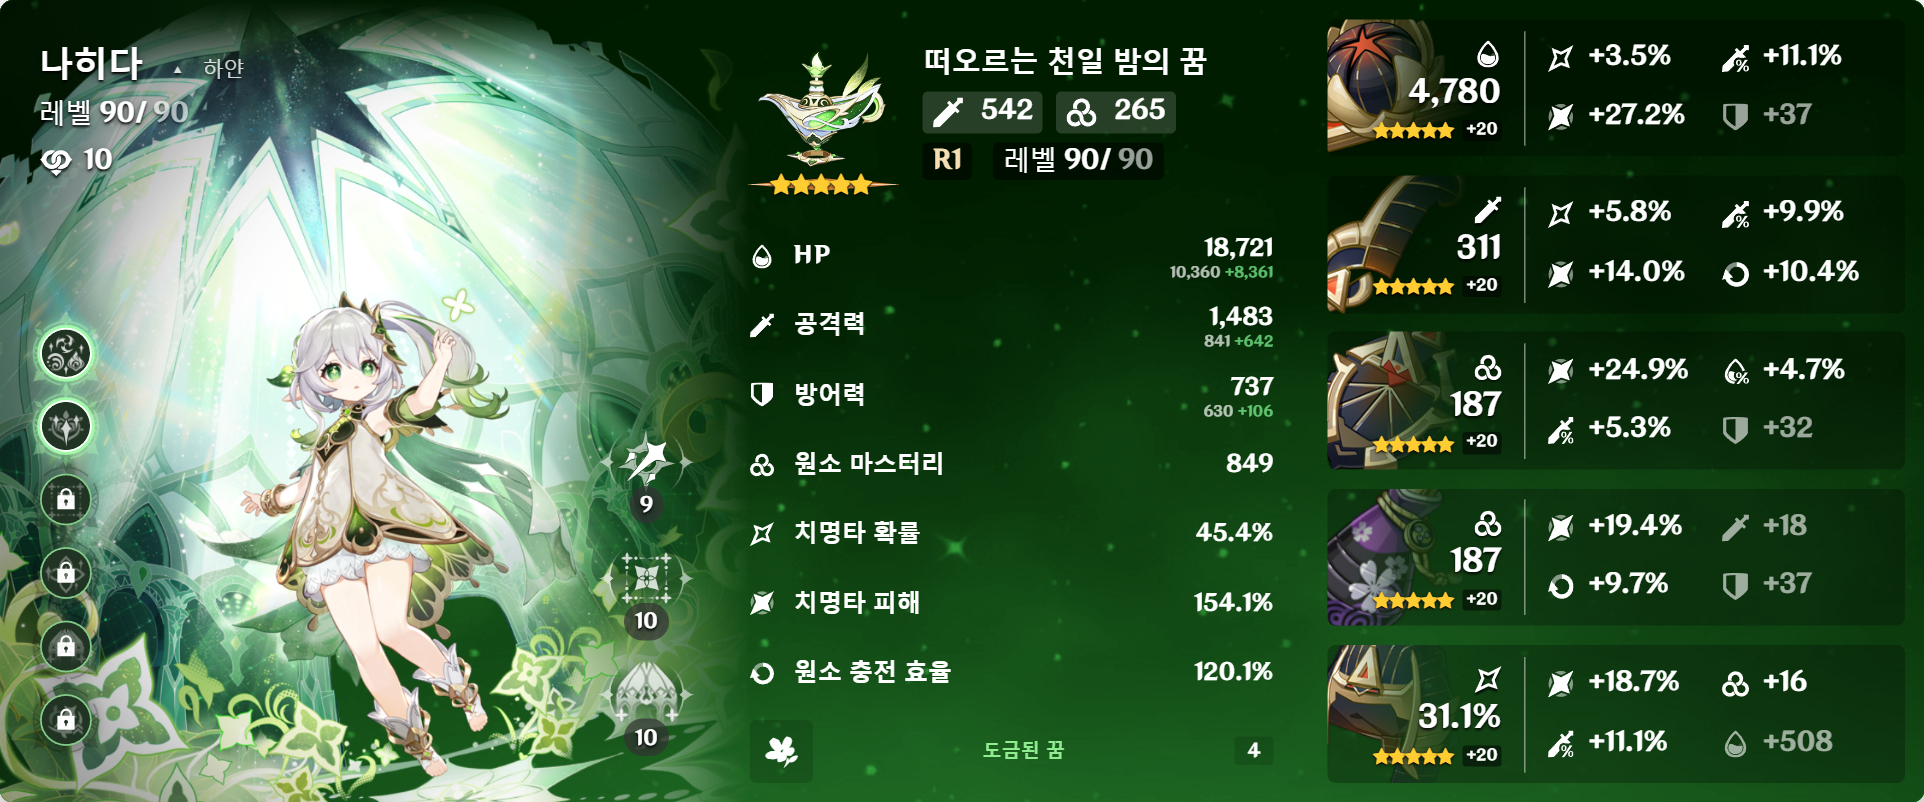 나히다 ▲ 하얀
레벨 90/ 90
10
9
10
10
떠오르는 천일 밤의 꿈
542 265
R1 레벨 90/ 90
HP 18,721
10,360 +8,361
공격력 1,483
841 +642
방어력 737
630 +106
원소 마스터리 849
치명타 확률 45.4%
치명타 피해 154.1%
원소 충전 효율 120.1%
도금된 꿈 4
4,780
+20
+3.5% +11.1%
+27.2% +37
311
+20
+5.8% +9.9%
+14.0% +10.4%
187
+20
+24.9% +4.7%
+5.3% +32
187
+20
+19.4% +18
+9.7% +37
31.1%
+20
+18.7% +16
+11.1% +508